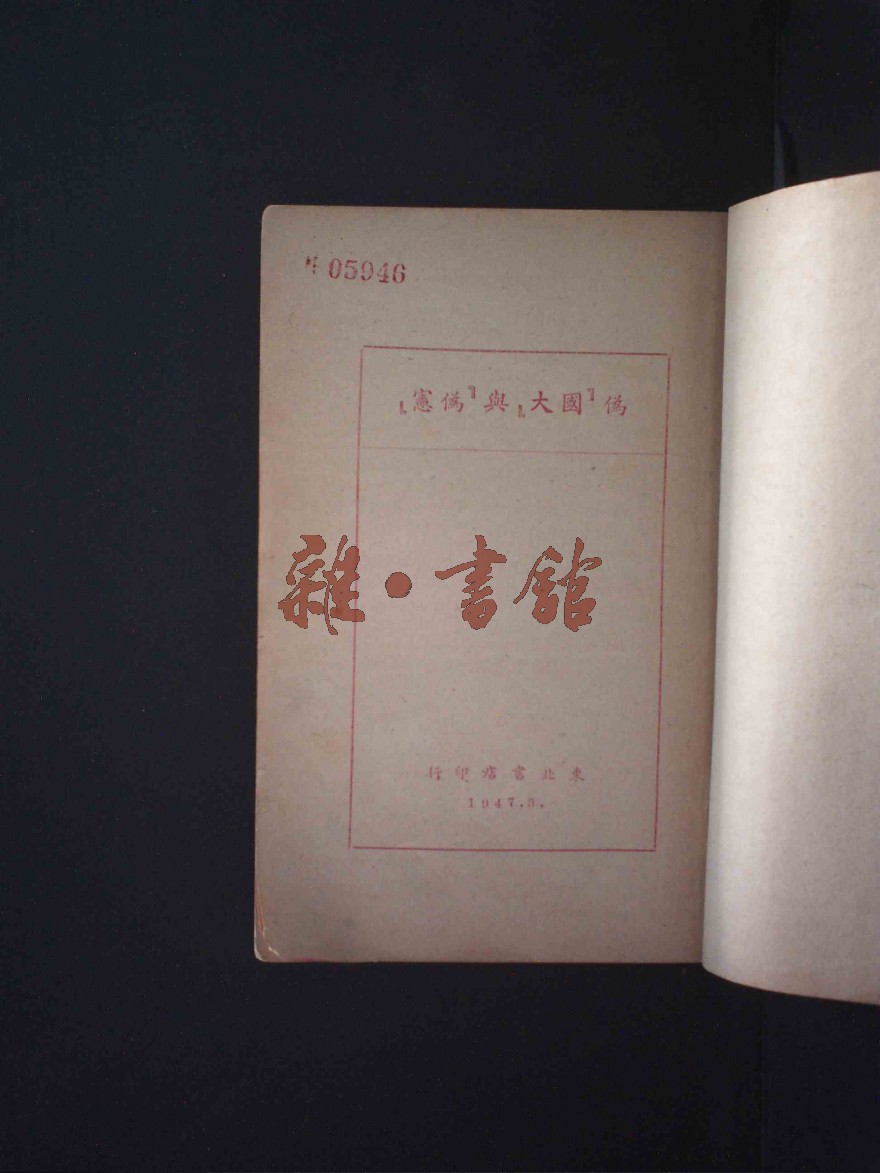 05946
偽『國大』與『偽憲』
雜·書館
東北書店印行
1947.3.